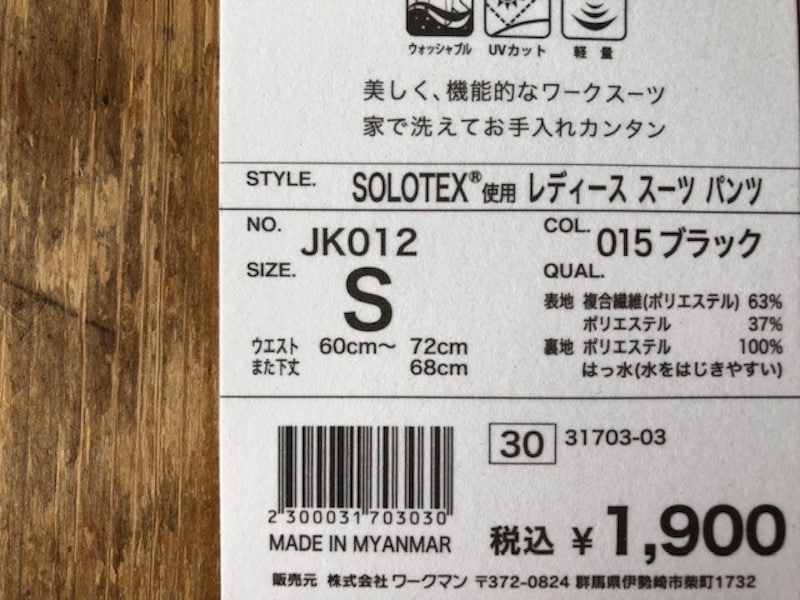 ウォッシャブル UVカット 軽量
美しく、機能的なワークスーツ
家で洗えてお手入れカンタン
STYLE. SOLOTEX®使用 レディース スーツ パンツ
NO. JK012
COL. 015ブラック
SIZE. S
ウエスト 60cm〜 72cm
また下丈 68cm
QUAL.
表地 複合繊維(ポリエステル) 63%
ポリエステル 37%
裏地 ポリエステル 100%
はっ水(水をはじきやすい)
30 31703-03
2300031703030
MADE IN MYANMAR
税込 ¥1,900
販売元 株式会社 ワークマン 〒372-0824 群馬県伊勢崎市柴町1732